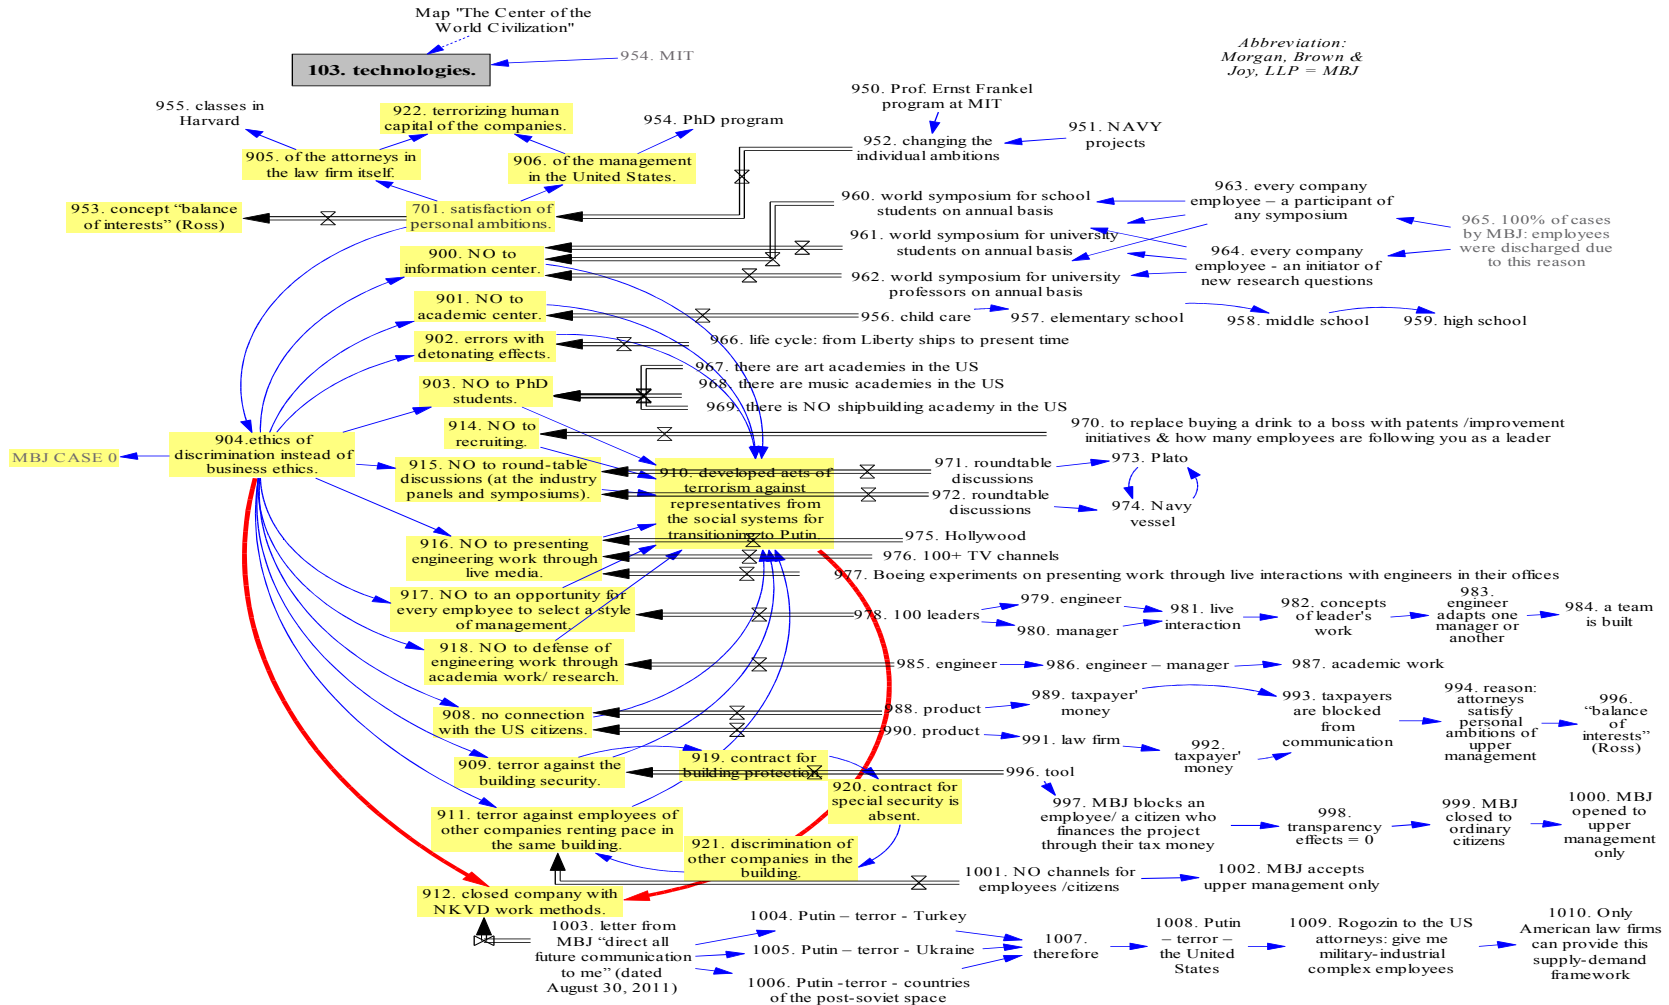 Map "The Center of the
World Civilization"
103. technologies.
954. MIT
Abbreviation:
Morgan, Brown &
Joy, LLP = MBJ
955. classes in
Harvard
922. terrorizing human
capital of the companies.
954. PhD program
950. Prof. Ernst Frankel
program at MIT
951. NAVY
projects
952. changing the
individual ambitions
905. of the attorneys in
the law firm itself.
906. of the management
in the United States.
953. concept “balance
of interests” (Ross)
701. satisfaction of
personal ambitions.
960. world symposium for school
students on annual basis
963. every company
employee – a participant of
any symposium
965. 100% of cases
by MBJ: employees
were discharged due
to this reason
900. NO to
information center.
961. world symposium for university
students on annual basis
964. every company
employee - an initiator of
new research questions
962. world symposium for university
professors on annual basis
901. NO to
academic center.
956. child care
957. elementary school
958. middle school
959. high school
902. errors with
detonating effects.
966. life cycle: from Liberty ships to present time
903. NO to PhD
students.
967. there are art academies in the US
968. there are music academies in the US
969. there is NO shipbuilding academy in the US
914. NO to
recruiting.
970. to replace buying a drink to a boss with patents /improvement
initiatives & how many employees are following you as a leader
904.ethics of
discrimination instead of
business ethics.
MBJ CASE 0
915. NO to round-table
discussions (at the industry
panels and symposiums).
910. developed acts of
terrorism against
representatives from
the social systems for
transitioning to Putin.
971. roundtable
discussions
972. roundtable
discussions
973. Plato
974. Navy
vessel
916. NO to presenting
engineering work through
live media.
975. Hollywood
976. 100+ TV channels
977. Boeing experiments on presenting work through live interactions with engineers in their offices
917. NO to an opportunity for
every employee to select a style
of management.
978. 100 leaders
979. engineer
980. manager
981. live
interaction
982. concepts
of leader's
work
983.
engineer
adapts one
manager or
another
984. a team
is built
918. NO to defense of
engineering work through
academia work/ research.
985. engineer
986. engineer – manager
987. academic work
908. no connection
with the US citizens.
988. product
989. taxpayer'
money
990. product
991. law firm
992.
taxpayer'
money
993. taxpayers
are blocked
from
communication
994. reason:
attorneys
satisfy
personal
ambitions of
upper
management
996.
“balance
of
interests”
(Ross)
909. terror against the
building security.
919. contract for
building protection.
920. contract for
special security is
absent.
996. tool
997. MBJ blocks an
employee/ a citizen who
finances the project
through their tax money
998.
transparency
effects = 0
999. MBJ
closed to
ordinary
citizens
1000. MBJ
opened to
upper
management
only
911. terror against employees of
other companies renting pace in
the same building.
921. discrimination of
other companies in the
building.
1001. NO channels for
employees /citizens
1002. MBJ accepts
upper management only
912. closed company with
NKVD work methods.
1003. letter from
MBJ “direct all
future communication
to me” (dated
August 30, 2011)
1004. Putin – terror - Turkey
1005. Putin – terror - Ukraine
1006. Putin -terror - countries
of the post-soviet space
1007.
therefore
1008. Putin
– terror –
the United
States
1009. Rogozin to the US
attorneys: give me
military-industrial
complex employees
1010. Only
American law firms
can provide this
supply-demand
framework